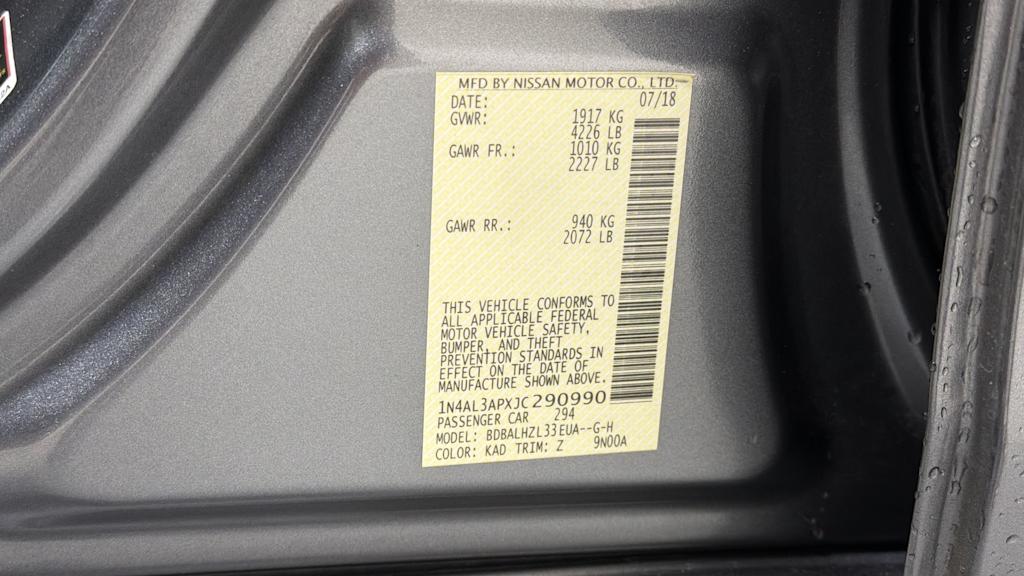 MFD BY NISSAN MOTOR CO., LTD.
DATE: 07/18
GVWR: 1917 KG
4226 LB
GAWR FR.: 1010 KG
2227 LB
GAWR RR.: 940 KG
2072 LB
THIS VEHICLE CONFORMS TO
ALL APPLICABLE FEDERAL
MOTOR VEHICLE SAFETY,
BUMPER, AND THEFT
PREVENTION STANDARDS IN
EFFECT ON THE DATE OF
MANUFACTURE SHOWN ABOVE.
1N4AL3APXJC290990
PASSENGER CAR 294
MODEL: BDBALHZL33EUA--G-H
COLOR: KAD TRIM: Z 9N00A